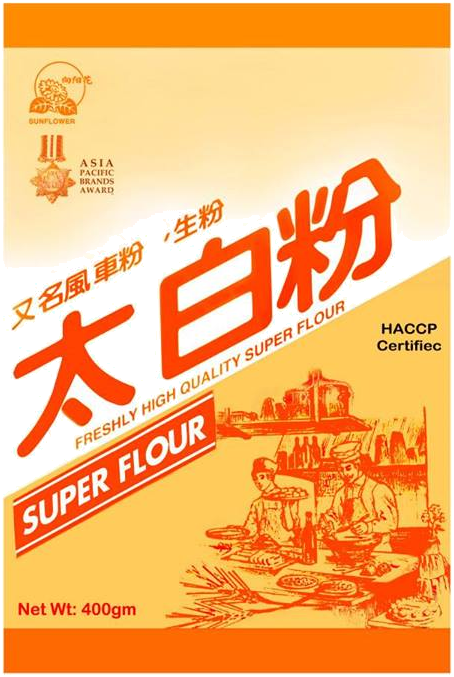 向陽花
SUNFLOWER
ASIA
PACIFIC
BRANDS
AWARD
又名風車粉，生粉
太白粉
FRESHLY HIGH QUALITY SUPER FLOUR
SUPER FLOUR
HACCP
Certifiec
Net Wt: 400gm